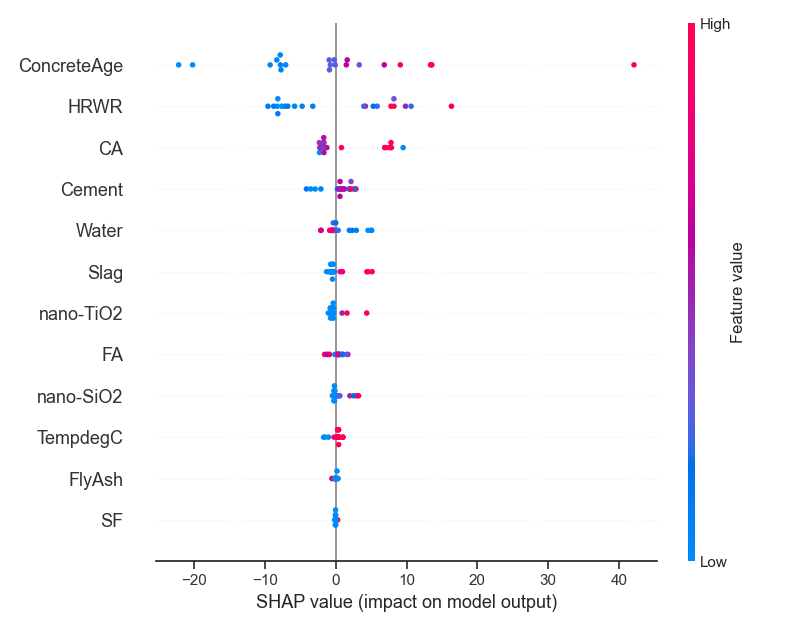 High
ConcreteAge
HRWR
CA
Cement
Water
Slag
nano-TiO2
FA
nano-SiO2
TempdegC
FlyAsh
SF
Feature value
Low
−20 −10 0 10 20 30 40
SHAP value (impact on model output)